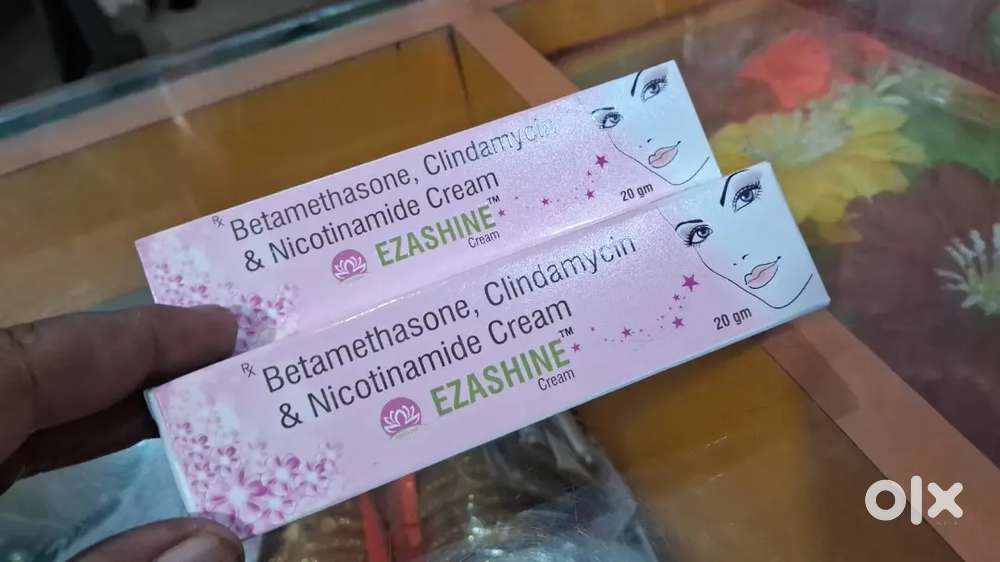 Rx Betamethasone, Clindamycin
& Nicotinamide Cream
EZASHINE™
Cream
20 gm
Rx Betamethasone, Clindamycin
& Nicotinamide Cream
EZASHINE™
Cream
20 gm
olx